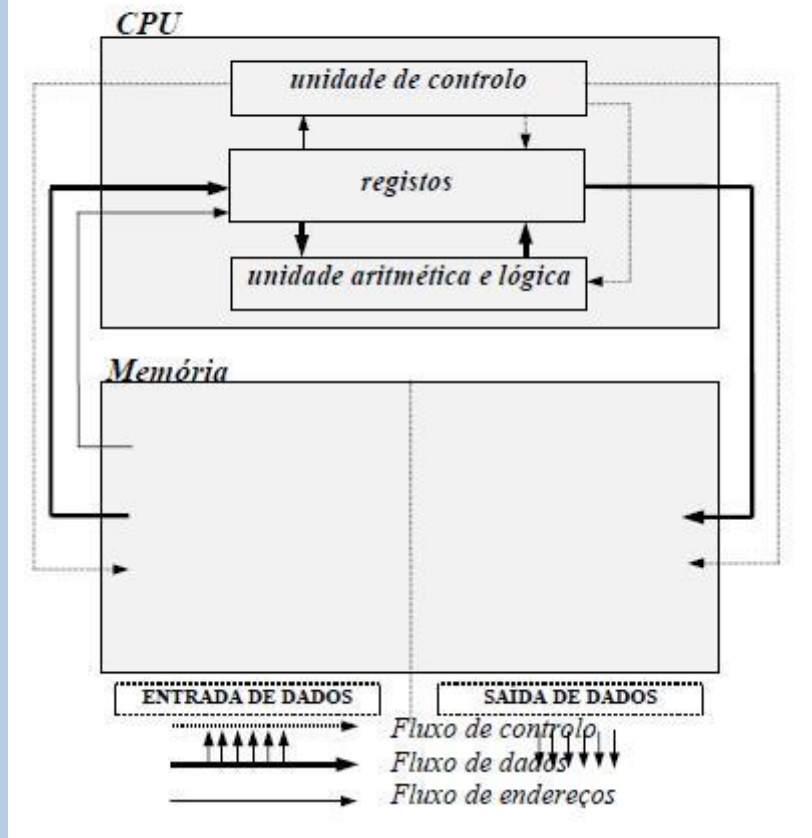 CPU
unidade de controlo
registos
unidade aritmética e lógica
Memória
ENTRADA DE DADOS
SAÍDA DE DADOS
Fluxo de controlo
Fluxo de dados
Fluxo de endereços